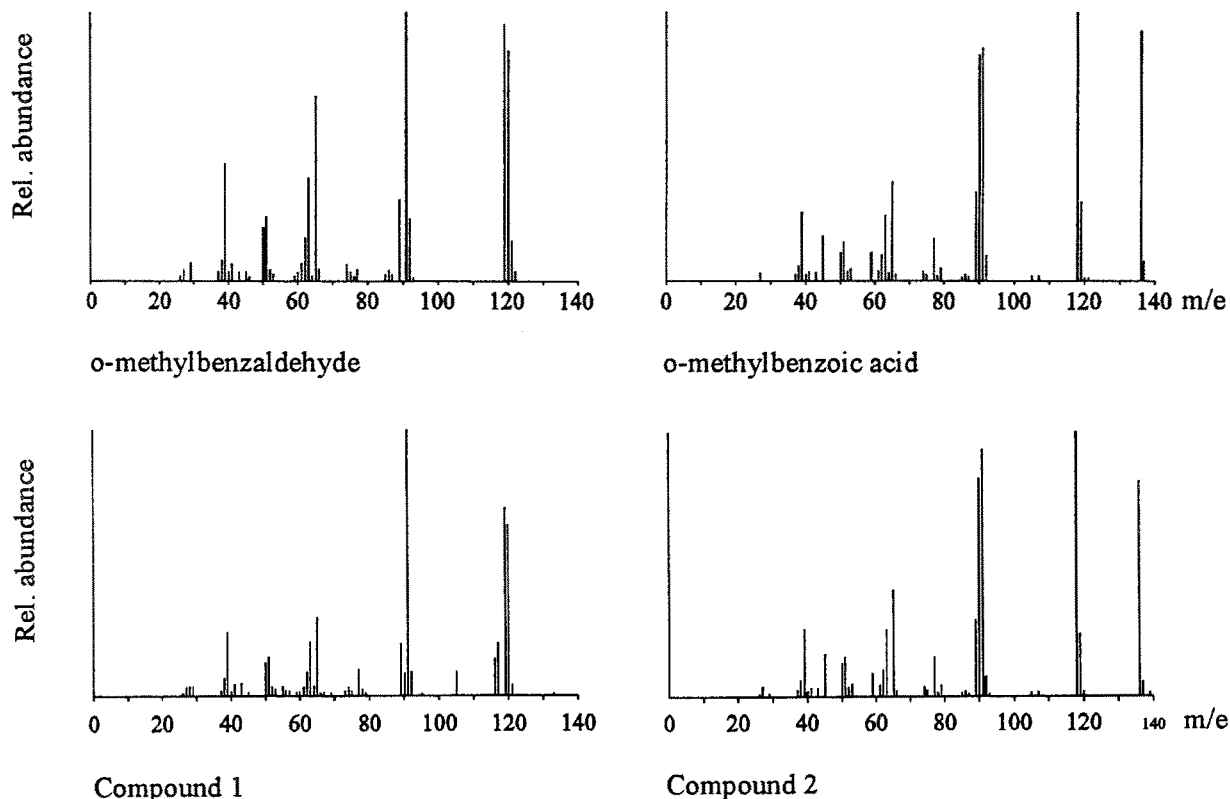 Rel. abundance
0 20 40 60 80 100 120 140
0 20 40 60 80 100 120 140 m/e
o-methylbenzaldehyde
o-methylbenzoic acid
Rel. abundance
0 20 40 60 80 100 120 140
0 20 40 60 80 100 120 140 m/e
Compound 1
Compound 2